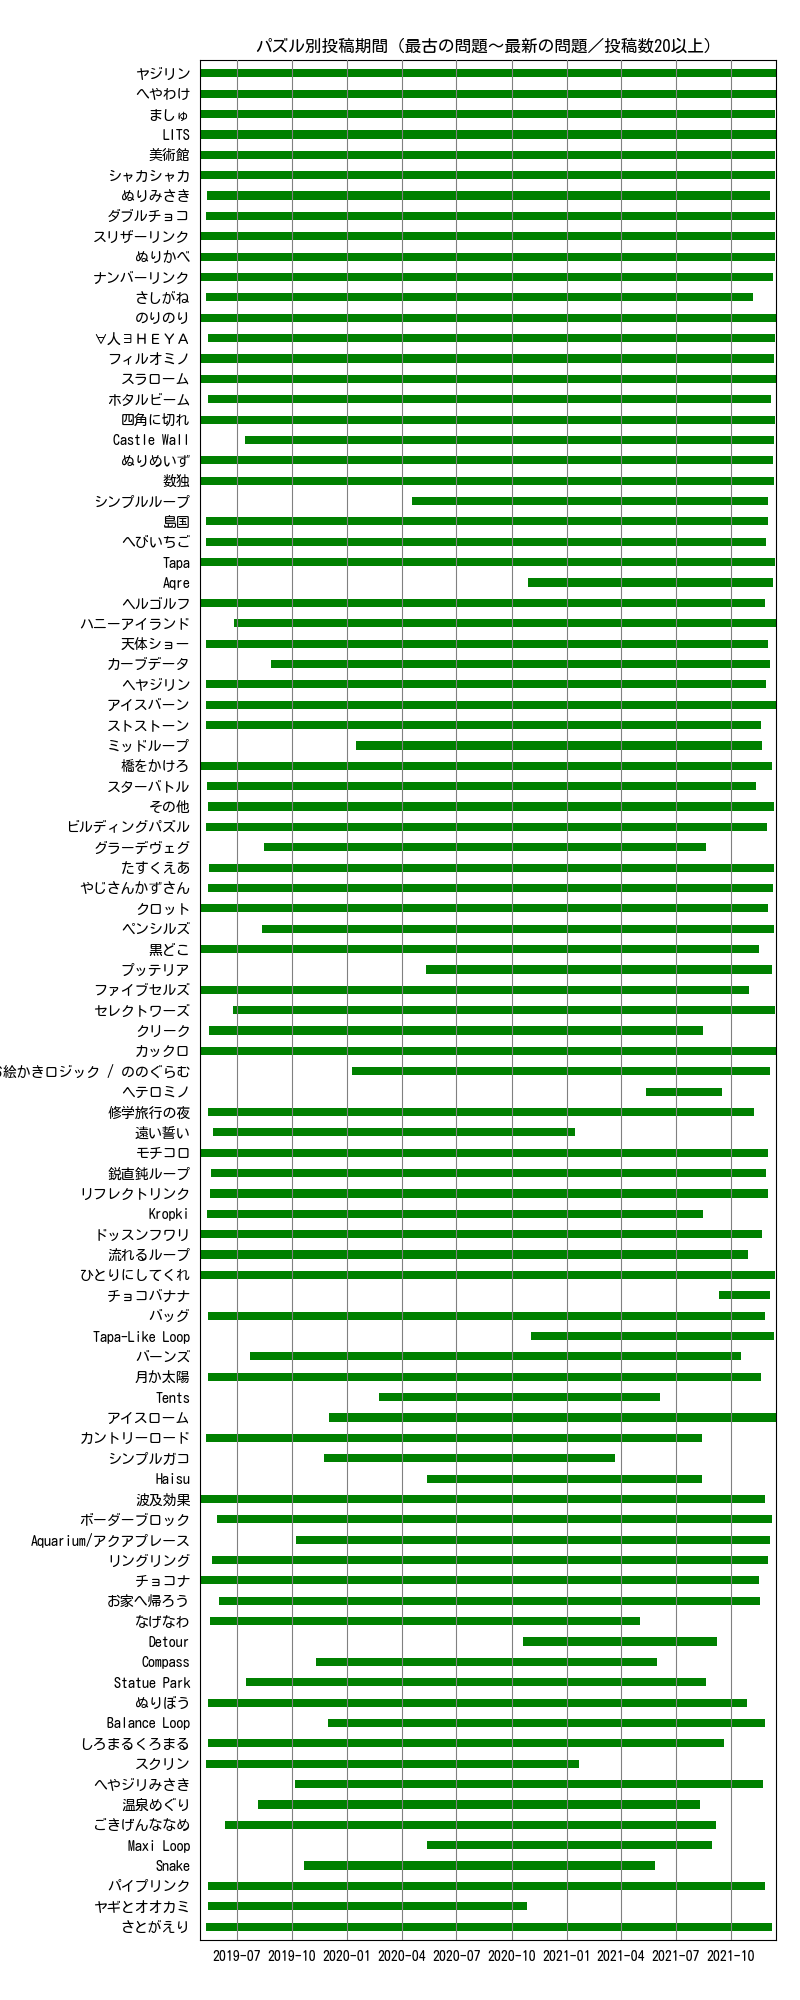 パズル別投稿期間（最古の問題～最新の問題／投稿数20以上）
ヤジリン
へやわけ
ましゅ
LITS
美術館
シャカシャカ
ぬりみさき
ダブルチョコ
スリザーリンク
ぬりかべ
ナンバーリンク
さしがね
のりのり
∀人ヨＨＥＹＡ
フィルオミノ
スラローム
ホタルビーム
四角に切れ
Castle Wall
ぬりめいず
数独
シンプルループ
島国
へびいちご
Tapa
Aqre
ヘルゴルフ
ハニーアイランド
天体ショー
カーブデータ
ヘヤジリン
アイスバーン
ストストーン
ミッドループ
橋をかけろ
スターバトル
その他
ビルディングパズル
グラーデヴェグ
たすくえあ
やじさんかずさん
クロット
ペンシルズ
黒どこ
プッテリア
ファイブセルズ
セレクトワーズ
クリーク
カックロ
絵かきロジック / ののぐらむ
ヘテロミノ
修学旅行の夜
遠い誓い
モチコロ
鋭直鈍ループ
リフレクトリンク
Kropki
ドッスンフワリ
流れるループ
ひとりにしてくれ
チョコバナナ
バッグ
Tapa-Like Loop
バーンズ
月か太陽
Tents
アイスローム
カントリーロード
シンプルガコ
Haisu
波及効果
ボーダーブロック
Aquarium/アクアプレース
リングリング
チョコナ
お家へ帰ろう
なげなわ
Detour
Compass
Statue Park
ぬりぼう
Balance Loop
しろまるくろまる
スクリン
へやジリみさき
温泉めぐり
ごきげんななめ
Maxi Loop
Snake
パイプリンク
ヤギとオオカミ
さとがえり
2019-07 2019-10 2020-01 2020-04 2020-07 2020-10 2021-01 2021-04 2021-07 2021-10